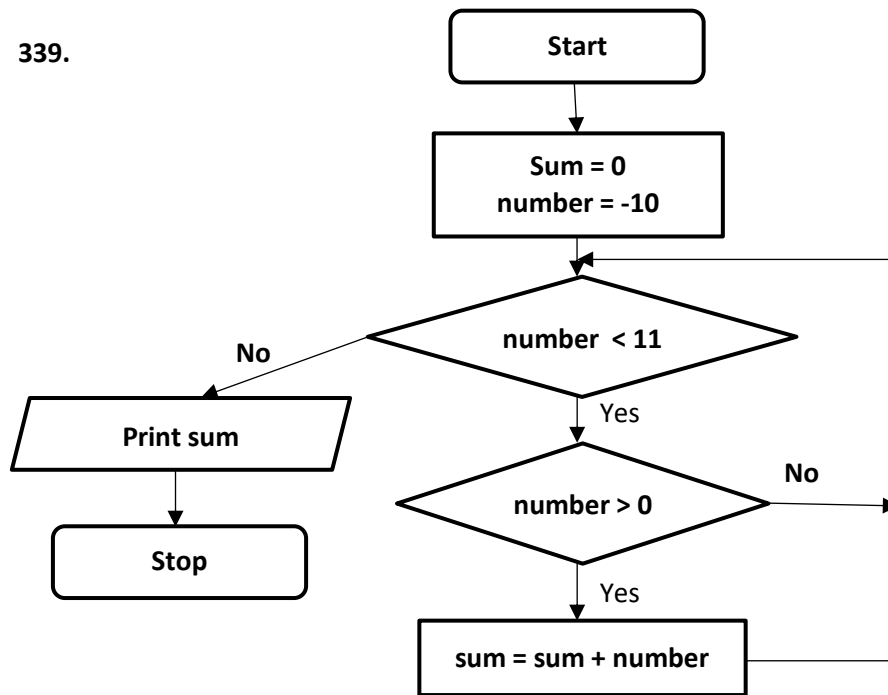 339.
Start
Sum = 0
number = -10
number < 11
No
Yes
Print sum
number > 0
No
Stop
Yes
sum = sum + number